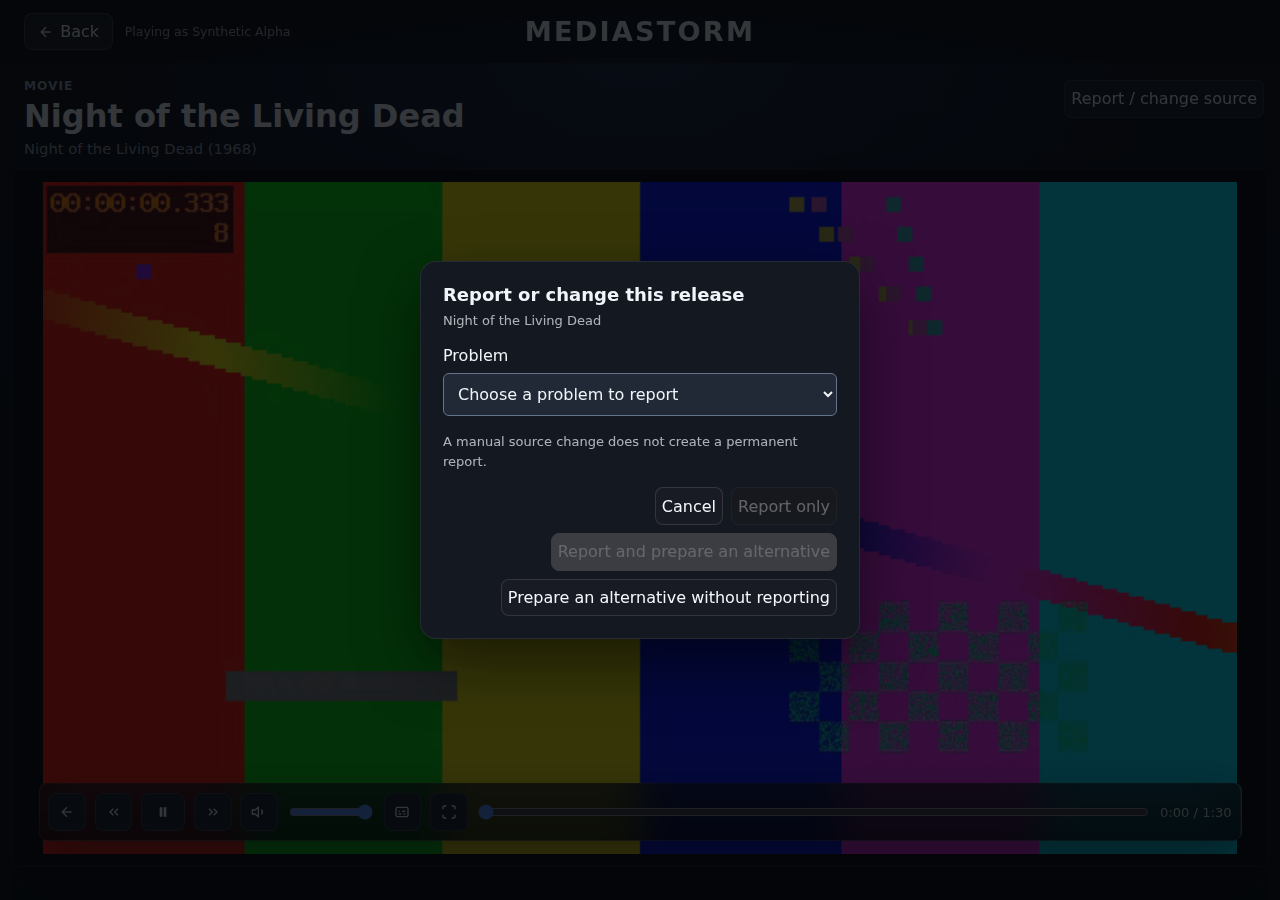 Back
Playing as Synthetic Alpha
MEDIASTORM
MOVIE
Night of the Living Dead
Night of the Living Dead (1968)
Report / change source
00:00:00.333
8
Report or change this release
Night of the Living Dead
Problem
Choose a problem to report
A manual source change does not create a permanent
report.
Cancel
Report only
Report and prepare an alternative
Prepare an alternative without reporting
0:00 / 1:30